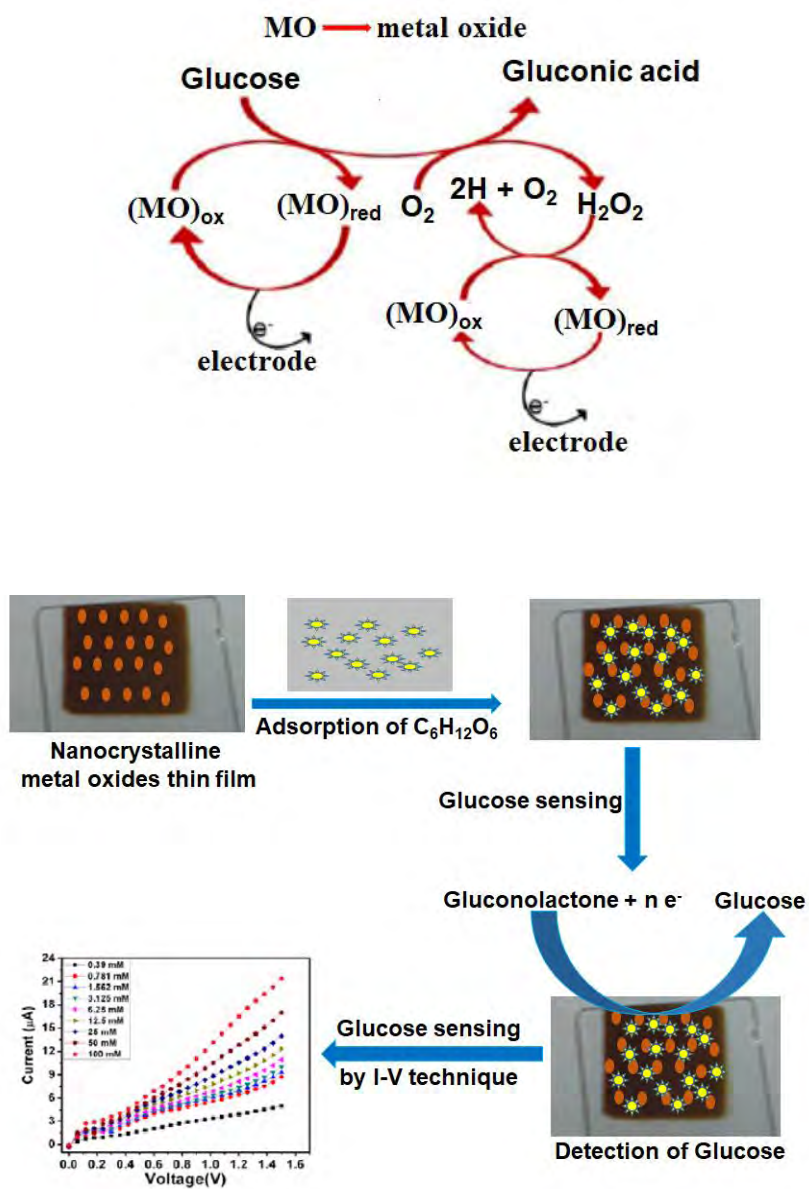 MO → metal oxide
Glucose
Gluconic acid
(MO)ox
(MO)red
O2
2H + O2
H2O2
(MO)ox
(MO)red
e-
electrode
e-
electrode
Nanocrystalline
metal oxides thin film
Adsorption of C6H12O6
Glucose sensing
Gluconolactone + n e-
Glucose
Glucose sensing
by I-V technique
Detection of Glucose
Current (μA)
24
21
18
15
12
9
6
3
0
0.39 mM
0.781 mM
1.562 mM
3.125 mM
6.25 mM
12.5 mM
25 mM
50 mM
100 mM
0.0 0.2 0.4 0.6 0.8 1.0 1.2 1.4 1.6
Voltage(V)